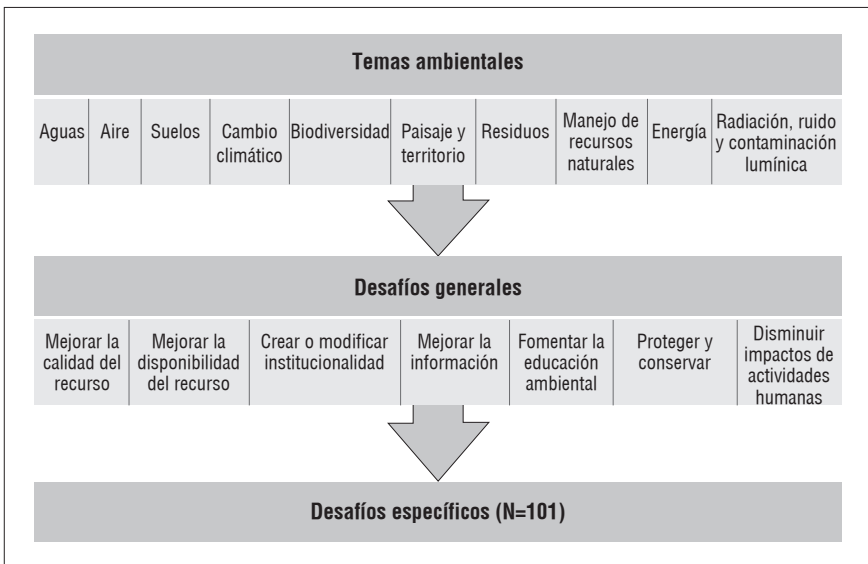 Temas ambientales
Aguas
Aire
Suelos
Cambio
climático
Biodiversidad
Paisaje y
territorio
Residuos
Manejo de
recursos
naturales
Energía
Radiación, ruido
y contaminación
lumínica
Desafíos generales
Mejorar la
calidad del
recurso
Mejorar la
disponibilidad
del recurso
Crear o modificar
institucionalidad
Mejorar la
información
Fomentar la
educación
ambiental
Proteger y
conservar
Disminuir
impactos de
actividades
humanas
Desafíos específicos (N=101)